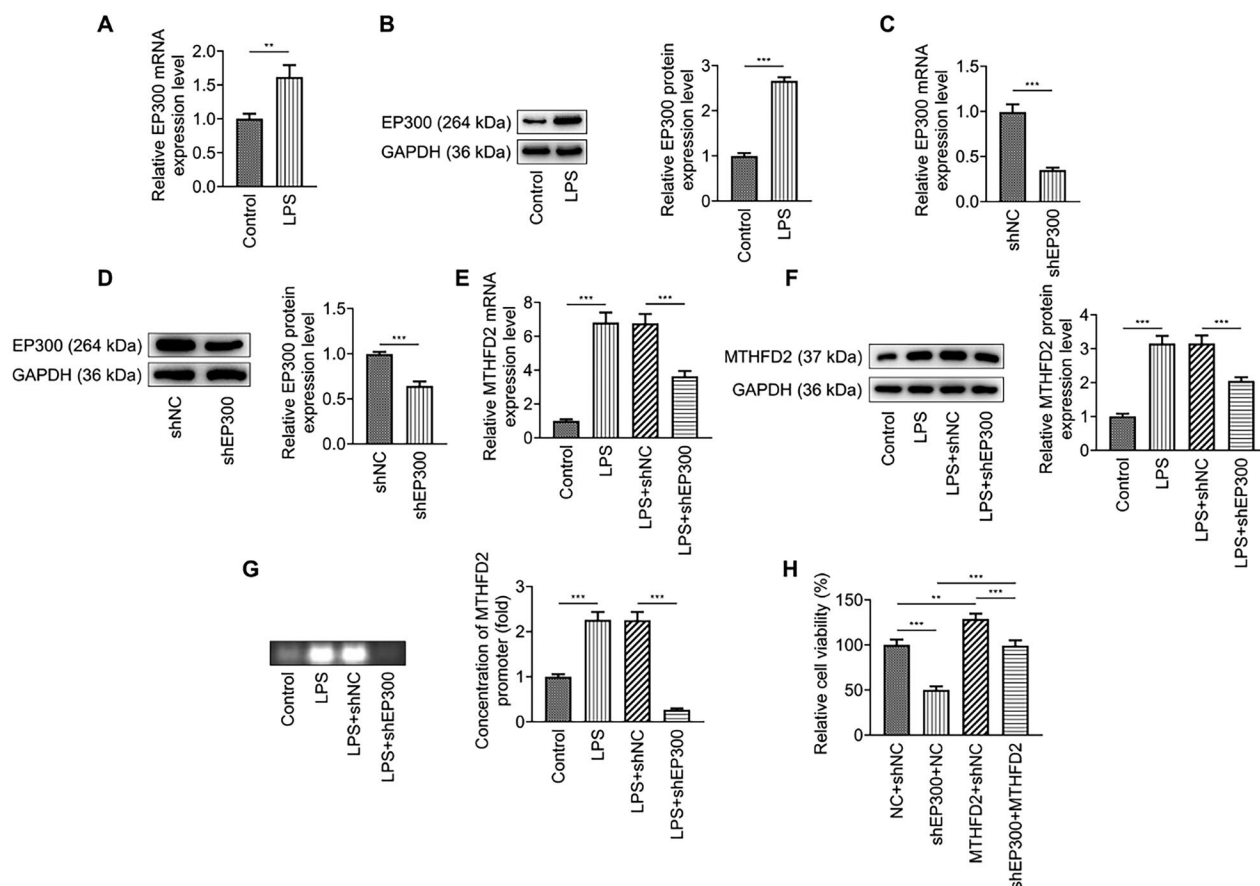 A
Relative EP300 mRNA
expression level
2.0
1.5
1.0
0.5
0.0
**
Control
LPS
B
EP300 (264 kDa)
GAPDH (36 kDa)
Control
LPS
Relative EP300 protein
expression level
3
2
1
0
***
Control
LPS
C
Relative EP300 mRNA
expression level
1.5
1.0
0.5
0.0
***
shNC
shEP300
D
EP300 (264 kDa)
GAPDH (36 kDa)
shNC
shEP300
Relative EP300 protein
expression level
1.5
1.0
0.5
0.0
***
shNC
shEP300
E
Relative MTHFD2 mRNA
expression level
8
6
4
2
0
***
***
Control
LPS
LPS+shNC
LPS+shEP300
F
MTHFD2 (37 kDa)
GAPDH (36 kDa)
Control
LPS
LPS+shNC
LPS+shEP300
Relative MTHFD2 protein
expression level
4
3
2
1
0
***
***
Control
LPS
LPS+shNC
LPS+shEP300
G
Control
LPS
LPS+shNC
LPS+shEP300
Concentration of MTHFD2
promoter (fold)
3
2
1
0
***
***
Control
LPS
LPS+shNC
LPS+shEP300
H
Relative cell viability (%)
150
100
50
0
***
**
***
***
NC+shNC
shEP300+NC
MTHFD2+shNC
shEP300+MTHFD2